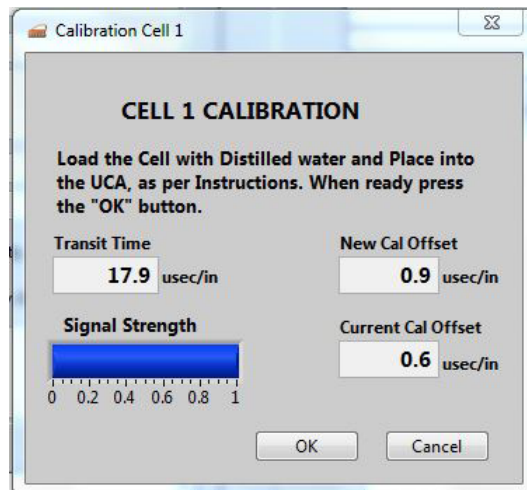 Calibration Cell 1
CELL 1 CALIBRATION
Load the Cell with Distilled water and Place into
the UCA, as per Instructions. When ready press
the "OK" button.
Transit Time
17.9 usec/in
New Cal Offset
0.9 usec/in
Signal Strength
0 0.2 0.4 0.6 0.8 1
Current Cal Offset
0.6 usec/in
OK
Cancel